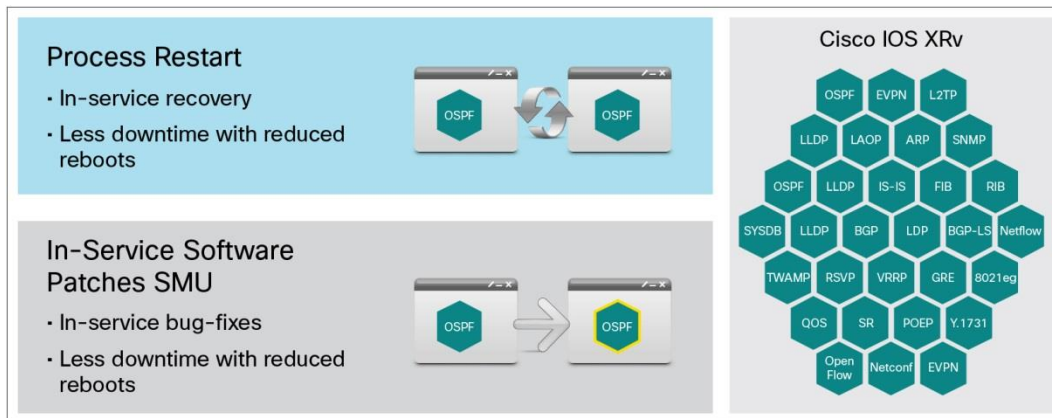 Process Restart
· In-service recovery
· Less downtime with reduced
reboots
OSPF
OSPF
In-Service Software
Patches SMU
· In-service bug-fixes
· Less downtime with reduced
reboots
OSPF
OSPF
Cisco IOS XRv
OSPF EVPN L2TP
LLDP LAOP ARP SNMP
OSPF LLDP IS-IS FIB RIB
SYSDB LLDP BGP LDP BGP-LS Netflow
TWAMP RSVP VRRP GRE 8021eg
QOS SR POEP Y.1731
Open
Flow Netconf EVPN